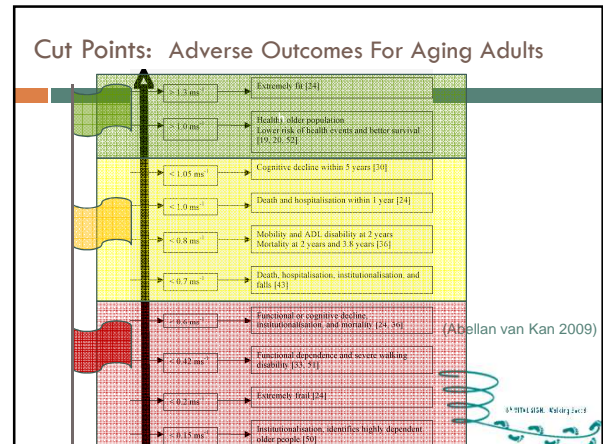 Cut Points: Adverse Outcomes For Aging Adults
> 1.3 ms⁻¹
Extremely fit [24]
> 1.0 ms⁻¹
Healthy older population
Lower risk of health events and better survival
[19, 20, 52]
< 1.05 ms⁻¹
Cognitive decline within 5 years [30]
< 1.0 ms⁻¹
Death and hospitalisation within 1 year [24]
< 0.8 ms⁻¹
Mobility and ADL disability at 2 years
Mortality at 2 years and 3.8 years [36]
< 0.7 ms⁻¹
Death, hospitalisation, institutionalisation, and
falls [43]
< 0.6 ms⁻¹
Functional or cognitive decline,
institutionalisation, and mortality [24, 36]
(Abellan van Kan 2009)
< 0.42 ms⁻¹
Functional dependence and severe walking
disability [33, 51]
< 0.2 ms⁻¹
Extremely frail [24]
< 0.15 ms⁻¹
Institutionalisation, identifies highly dependent
older people [50]
6th VITAL SIGN: Walking Speed